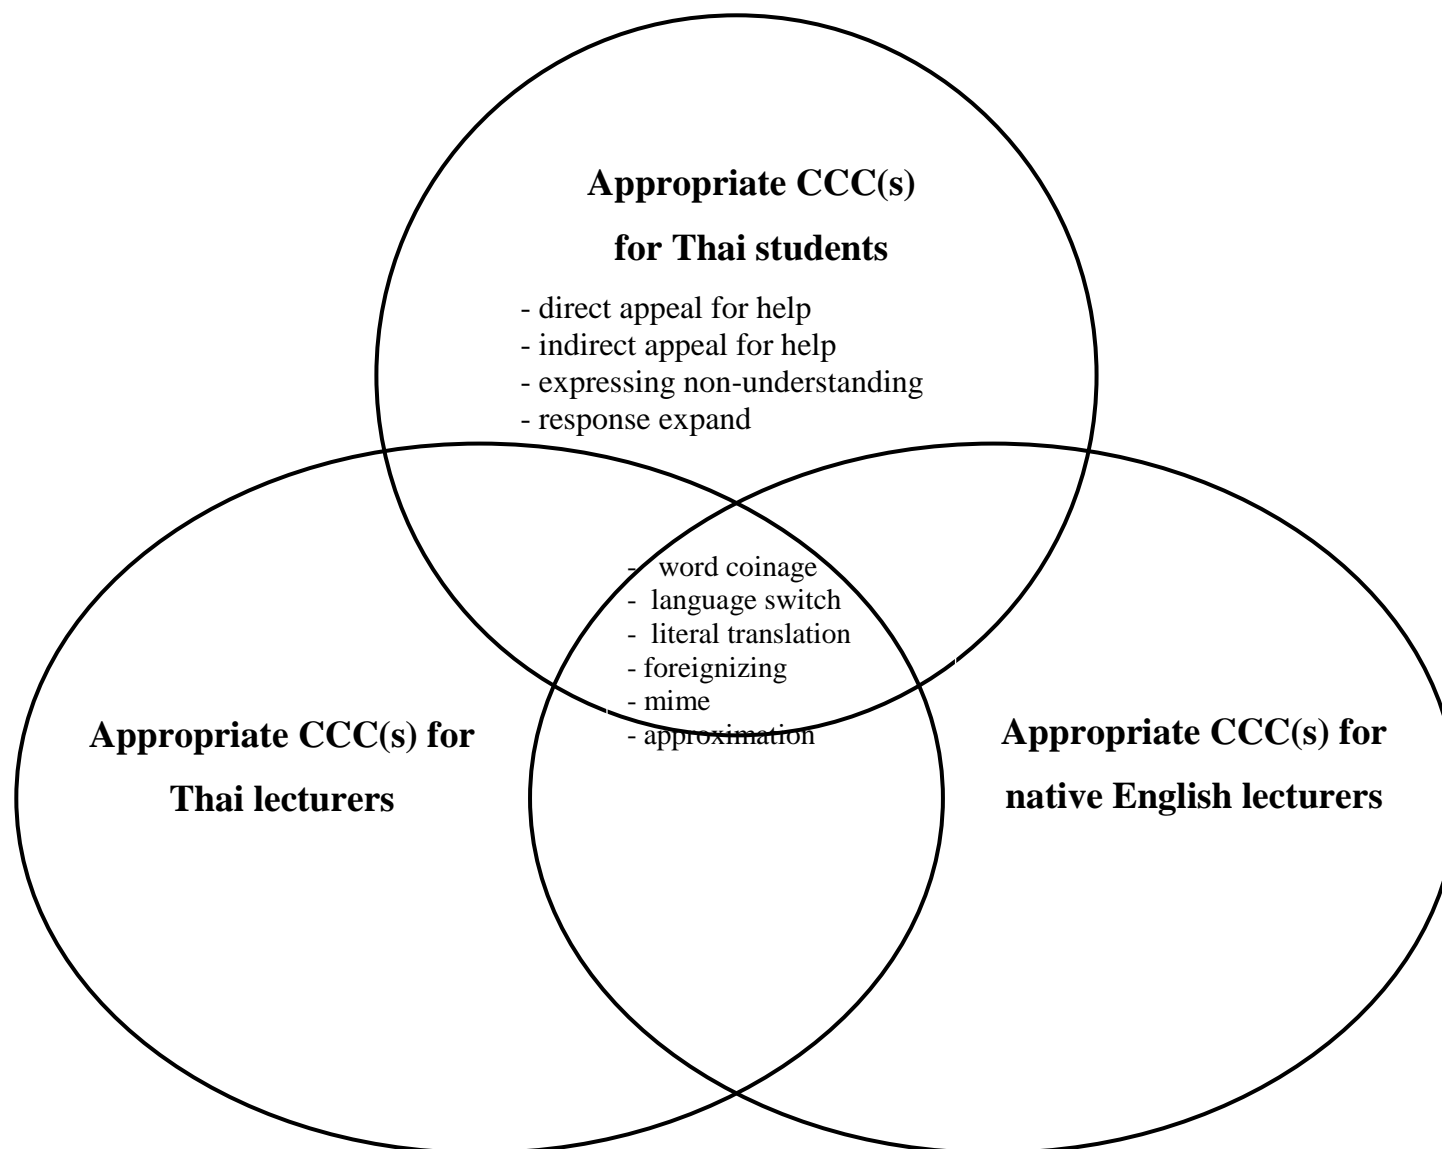 Appropriate CCC(s)
for Thai students
- direct appeal for help
- indirect appeal for help
- expressing non-understanding
- response expand
- word coinage
- language switch
- literal translation
- foreignizing
- mime
- approximation
Appropriate CCC(s) for
Thai lecturers
Appropriate CCC(s) for
native English lecturers